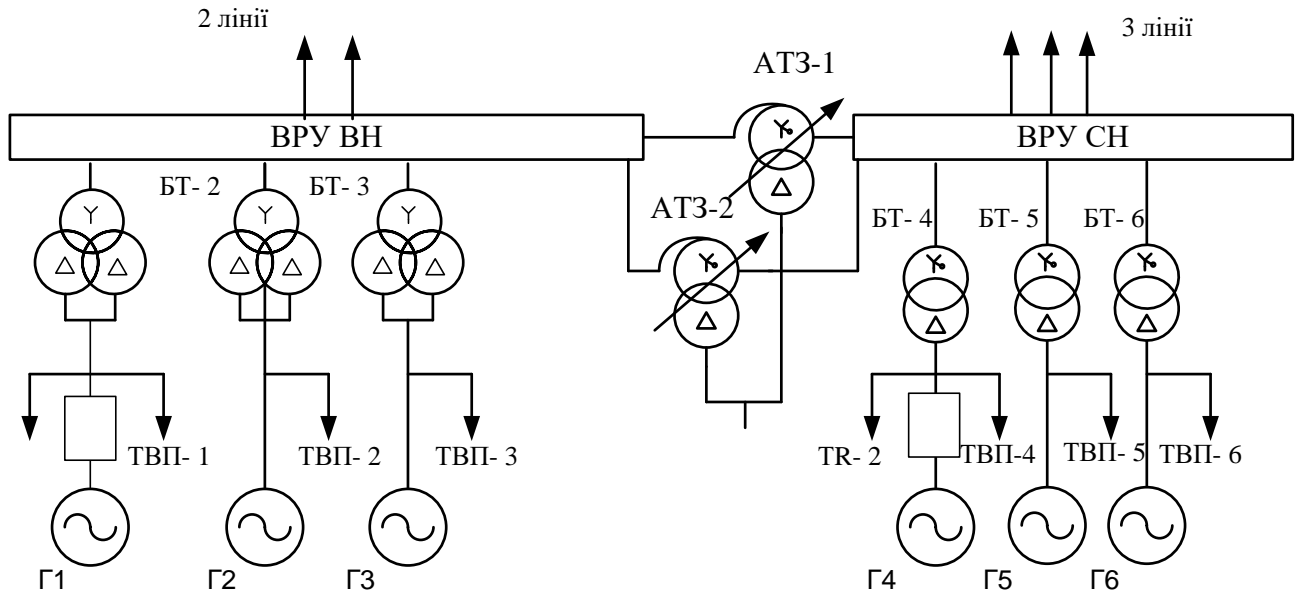 2 лінії
3 лінії
АТЗ-1
ВРУ ВН
ВРУ СН
БТ- 2
БТ- 3
АТЗ-2
БТ- 4
БТ- 5
БТ- 6
ТВП- 1
ТВП- 2
ТВП- 3
TR- 2
ТВП-4
ТВП- 5
ТВП- 6
Г1
Г2
Г3
Г4
Г5
Г6